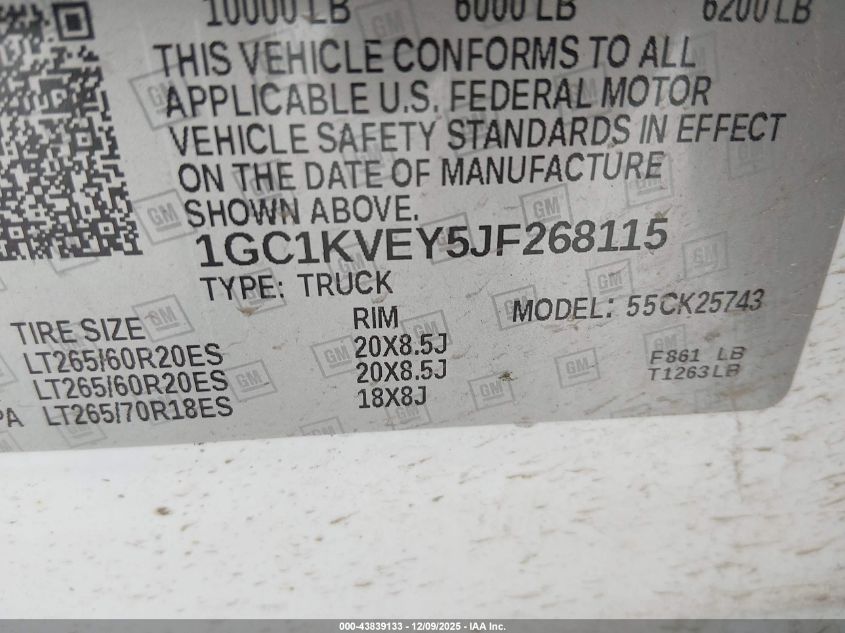 10000 LB 6000 LB 6200 LB
THIS VEHICLE CONFORMS TO ALL
APPLICABLE U.S. FEDERAL MOTOR
VEHICLE SAFETY STANDARDS IN EFFECT
ON THE DATE OF MANUFACTURE
SHOWN ABOVE.
1GC1KVEY5JF268115
TYPE: TRUCK
MODEL: 55CK25743
TIRE SIZE RIM
LT265/60R20ES 20X8.5J
LT265/60R20ES 20X8.5J
PA LT265/70R18ES 18X8J
F861 LB
T1263LB
000-43839133 - 12/09/2025 - IAA Inc.